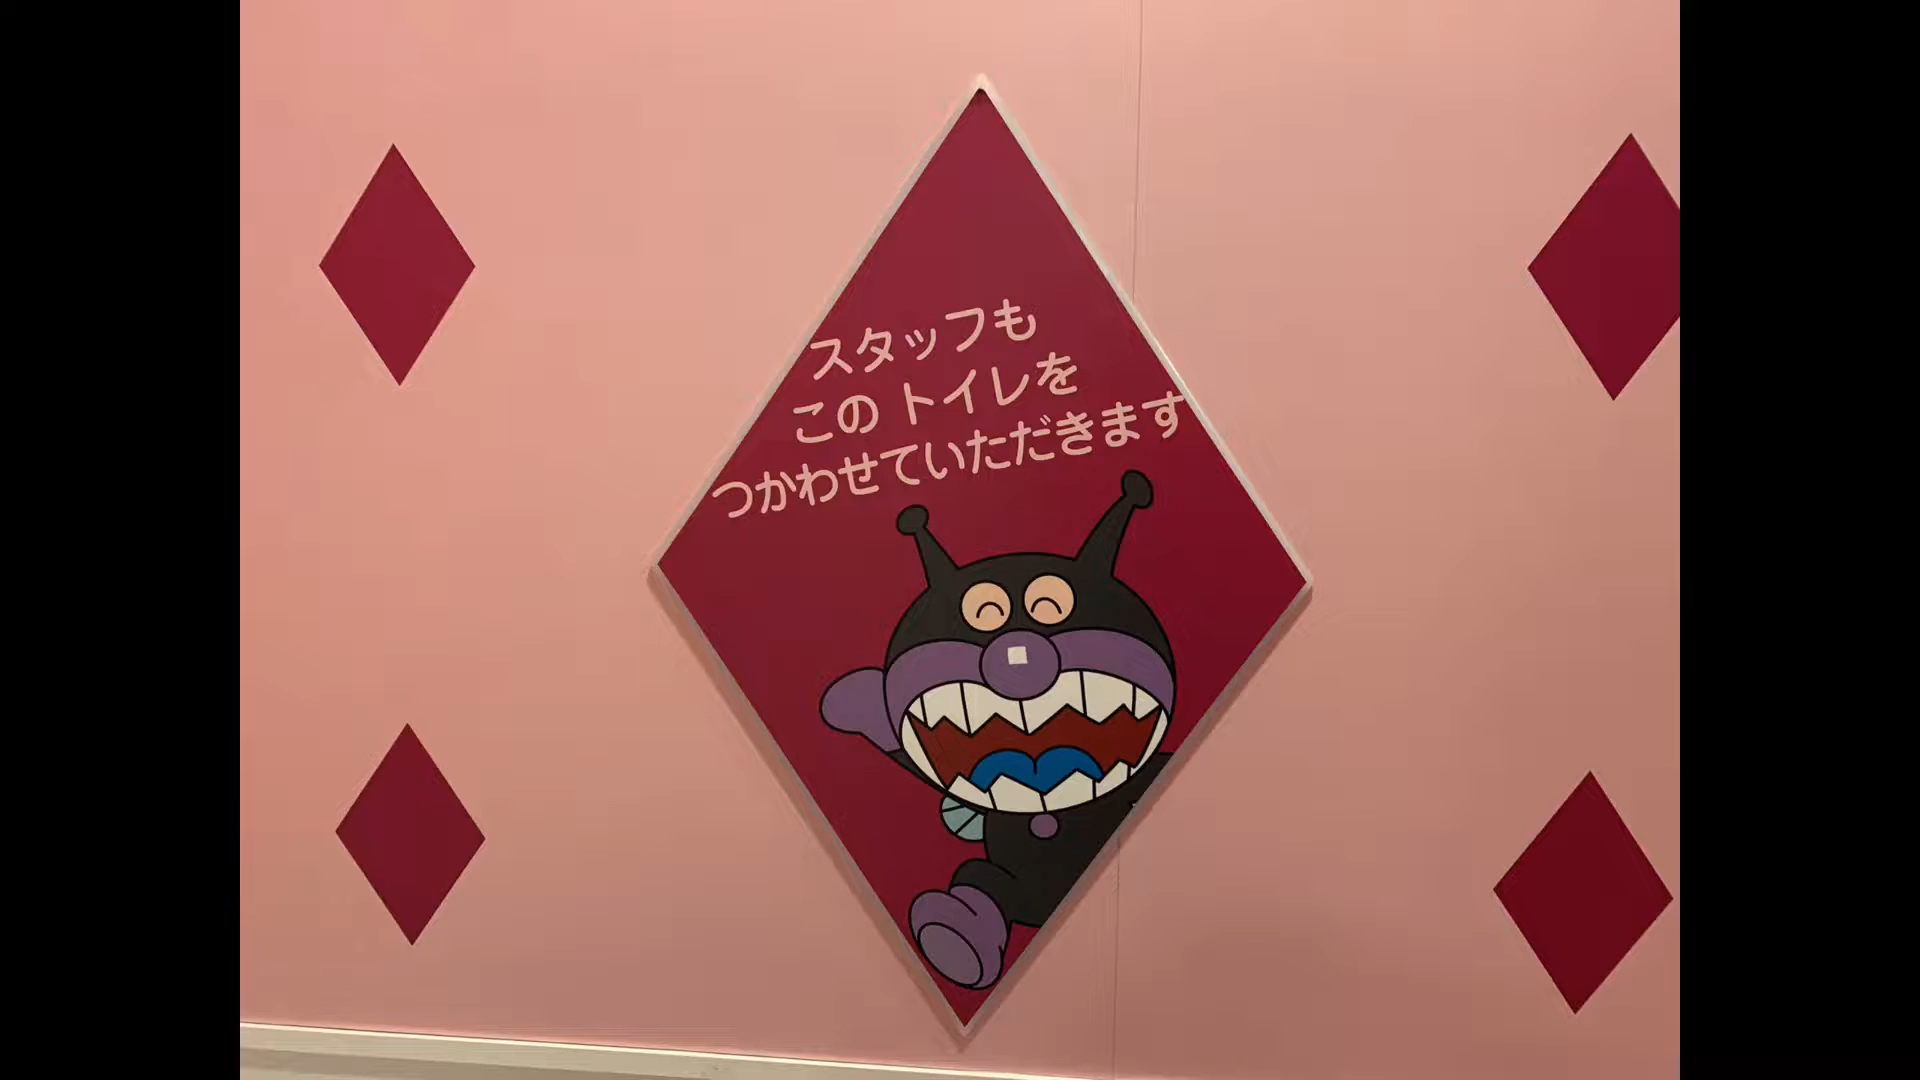 スタッフも
この トイレを
つかわせていただきます